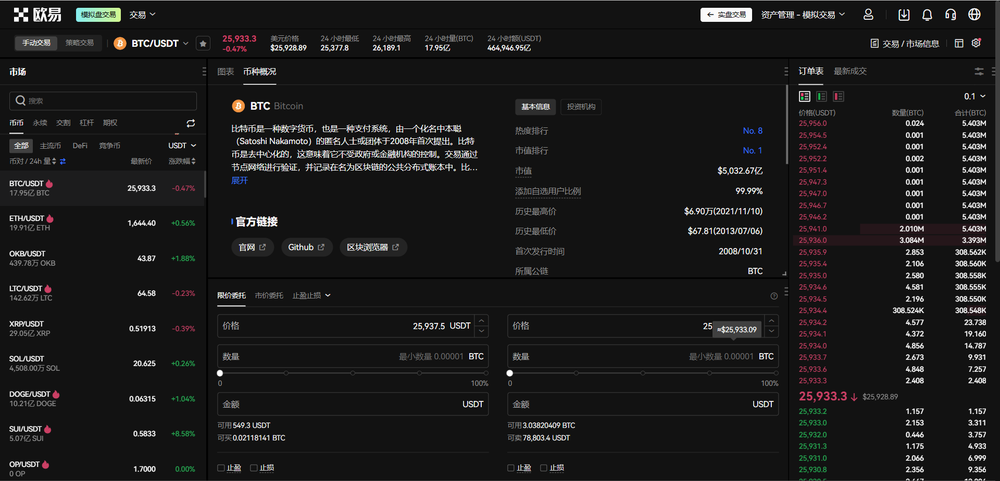 欧易
模拟盘交易
交易
实盘交易
资产管理 - 模拟交易
手动交易
策略交易
BTC/USDT
25,933.3
-0.47%
美元价格
$25,928.89
24 小时最低
25,377.8
24 小时最高
26,189.1
24 小时量(BTC)
17.95亿
24 小时额(USDT)
464,946.95亿
交易 / 市场信息
市场
搜索
币币 永续 交割 杠杆 期权
全部 主流币 DeFi 竞争币 USDT
币对 / 24h 量 最新价 涨跌幅
BTC/USDT 25,933.3 -0.47%
17.95亿 BTC
ETH/USDT 1,644.40 +0.56%
19.91亿 ETH
OKB/USDT 43.87 +1.88%
439.78万 OKB
LTC/USDT 64.58 -0.23%
142.62万 LTC
XRP/USDT 0.51913 -0.39%
29.05亿 XRP
SOL/USDT 20.625 +0.26%
4,508.00万 SOL
DOGE/USDT 0.06315 +1.04%
10.21亿 DOGE
SUI/USDT 0.5833 +8.58%
5.07亿 SUI
OP/USDT 1.7000 0.00%
0 OP
图表 币种概况
BTC Bitcoin
比特币是一种数字货币，也是一种支付系统，由一个化名中本聪
（Satoshi Nakamoto）的匿名人士或团体于2008年首次提出。比特
币是去中心化的，这意味着它不受政府或金融机构的控制。交易通过
节点网络进行验证，并记录在名为区块链的公共分布式账本中。比...
展开
官方链接
官网 Github 区块浏览器
基本信息 投资机构
热度排行 No. 8
市值排行 No. 1
市值 $5,032.67亿
添加自选用户比例 99.99%
历史最高价 $6.90万(2021/11/10)
历史最低价 $67.81(2013/07/06)
首次发行时间 2008/10/31
所属公链 BTC
限价委托 市价委托 止盈止损
价格 25,937.5 USDT
数量 最小数量 0.00001 BTC
0 100%
金额 USDT
可用 549.3 USDT
可买 0.02118141 BTC
止盈 止损
价格 25
≈$25,933.09
数量 最小数量 0.00001 BTC
0 100%
金额 USDT
可用 3.03820409 BTC
可卖 78,803.4 USDT
止盈 止损
订单表 最新成交
0.1
价格(USDT) 数量(BTC) 合计(BTC)
25,956.0 0.024 5.403M
25,954.5 0.001 5.403M
25,952.4 0.001 5.403M
25,952.2 0.002 5.403M
25,951.4 0.001 5.403M
25,947.3 0.001 5.403M
25,947.0 0.001 5.403M
25,946.7 0.001 5.403M
25,946.2 0.001 5.403M
25,941.0 2.010M 5.403M
25,936.0 3.084M 3.393M
25,935.9 2.853 308.562K
25,935.4 2.106 308.560K
25,935.0 2.580 308.558K
25,934.6 4.581 308.555K
25,934.5 2.196 308.550K
25,934.4 308.524K 308.548K
25,934.2 4.577 23.738
25,934.1 4.372 19.160
25,934.0 4.856 14.787
25,933.7 2.673 9.931
25,933.6 4.848 7.257
25,933.3 2.408 2.408
25,933.3 $25,928.89
25,933.2 1.157 1.157
25,933.0 2.153 3.311
25,932.0 0.446 3.757
25,931.3 1.175 4.933
25,931.0 2.066 6.999
25,930.8 2.356 9.356